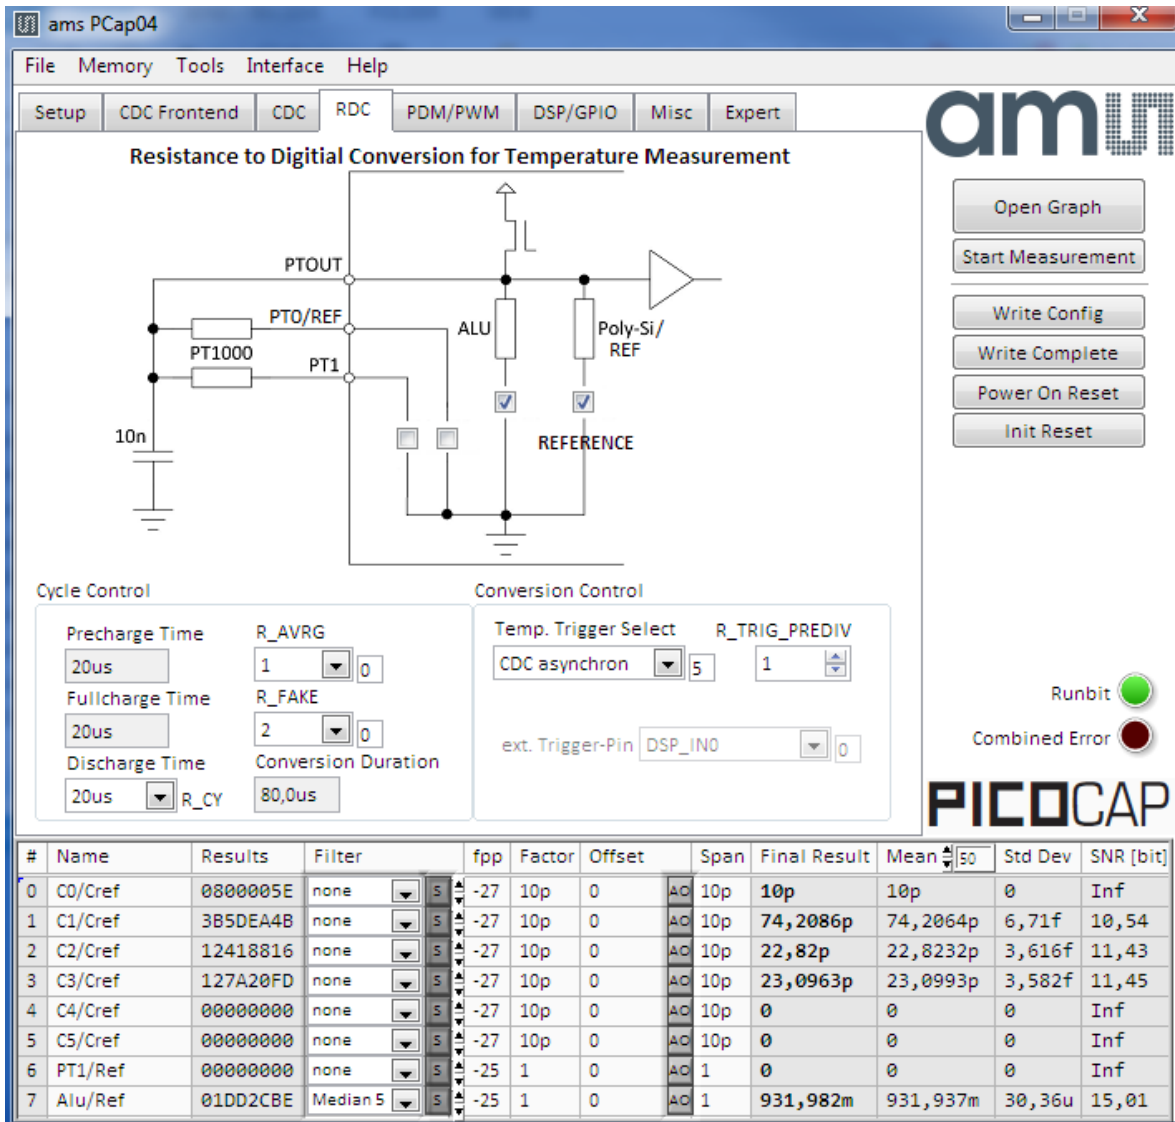 ams PCap04
File Memory Tools Interface Help
Setup CDC Frontend CDC RDC PDM/PWM DSP/GPIO Misc Expert
amu
Resistance to Digitial Conversion for Temperature Measurement
Open Graph
Start Measurement
Write Config
Write Complete
Power On Reset
Init Reset
PTOUT
PT0/REF
PT1000
PT1
10n
ALU
Poly-Si/
REF
REFERENCE
Cycle Control
Precharge Time R_AVRG
20us 1 0
Fullcharge Time R_FAKE
20us 2 0
Discharge Time Conversion Duration
20us R_CY 80,0us
Conversion Control
Temp. Trigger Select R_TRIG_PREDIV
CDC asynchron 5 1
ext. Trigger-Pin DSP_IN0 0
Runbit
Combined Error
PICOCAP
# Name Results Filter fpp Factor Offset Span Final Result Mean 50 Std Dev SNR [bit]
0 C0/Cref 0800005E none S -27 10p 0 AO 10p 10p 10p 0 Inf
1 C1/Cref 3B5DEA4B none S -27 10p 0 AO 10p 74,2086p 74,2064p 6,71f 10,54
2 C2/Cref 12418816 none S -27 10p 0 AO 10p 22,82p 22,8232p 3,616f 11,43
3 C3/Cref 127A20FD none S -27 10p 0 AO 10p 23,0963p 23,0993p 3,582f 11,45
4 C4/Cref 00000000 none S -27 10p 0 AO 10p 0 0 0 Inf
5 C5/Cref 00000000 none S -27 10p 0 AO 10p 0 0 0 Inf
6 PT1/Ref 00000000 none S -25 1 0 AO 1 0 0 0 Inf
7 Alu/Ref 01DD2CBE Median 5 S -25 1 0 AO 1 931,982m 931,937m 30,36u 15,01